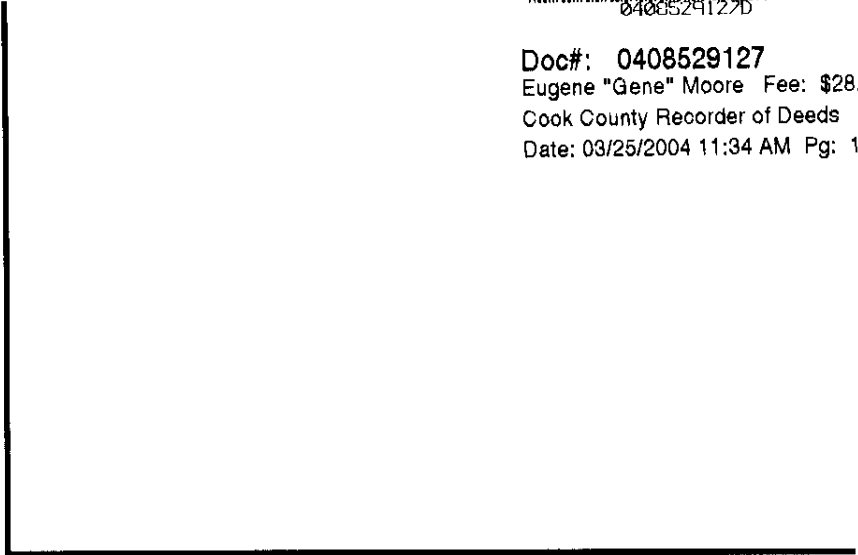 0408529127D
Doc#: 0408529127
Eugene "Gene" Moore Fee: $28.
Cook County Recorder of Deeds
Date: 03/25/2004 11:34 AM Pg: 1